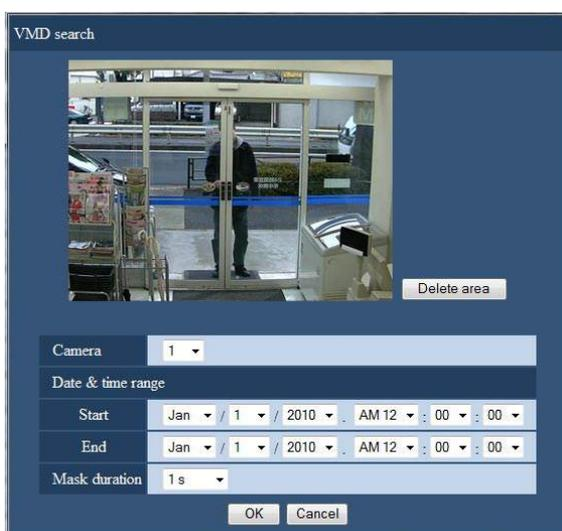 VMD search
Delete area
Camera 1
Date & time range
Start Jan / 1 / 2010 . AM 12 : 00 : 00
End Jan / 1 / 2010 . AM 12 : 00 : 00
Mask duration 1 s
OK Cancel